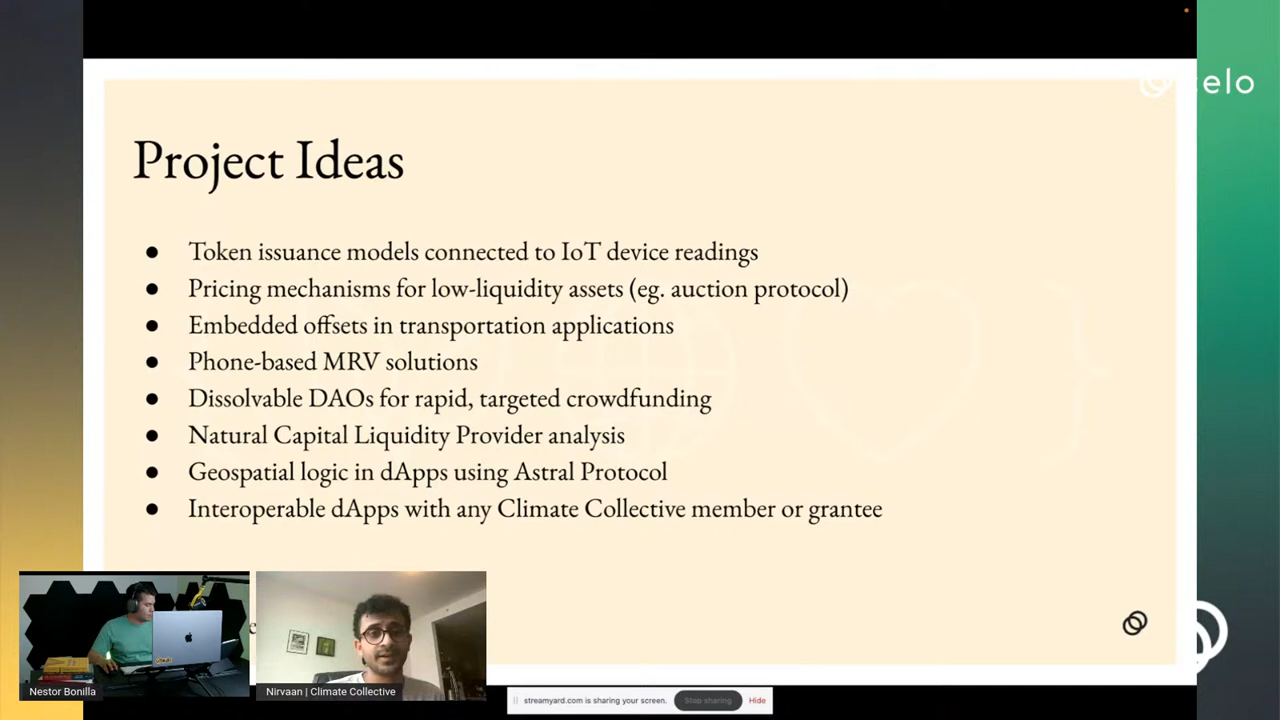 elo
Project Ideas
● Token issuance models connected to IoT device readings
● Pricing mechanisms for low-liquidity assets (eg. auction protocol)
● Embedded offsets in transportation applications
● Phone-based MRV solutions
● Dissolvable DAOs for rapid, targeted crowdfunding
● Natural Capital Liquidity Provider analysis
● Geospatial logic in dApps using Astral Protocol
● Interoperable dApps with any Climate Collective member or grantee
Nestor Bonilla
Nirvaan | Climate Collective
streamyard.com is sharing your screen.
Stop sharing
Hide